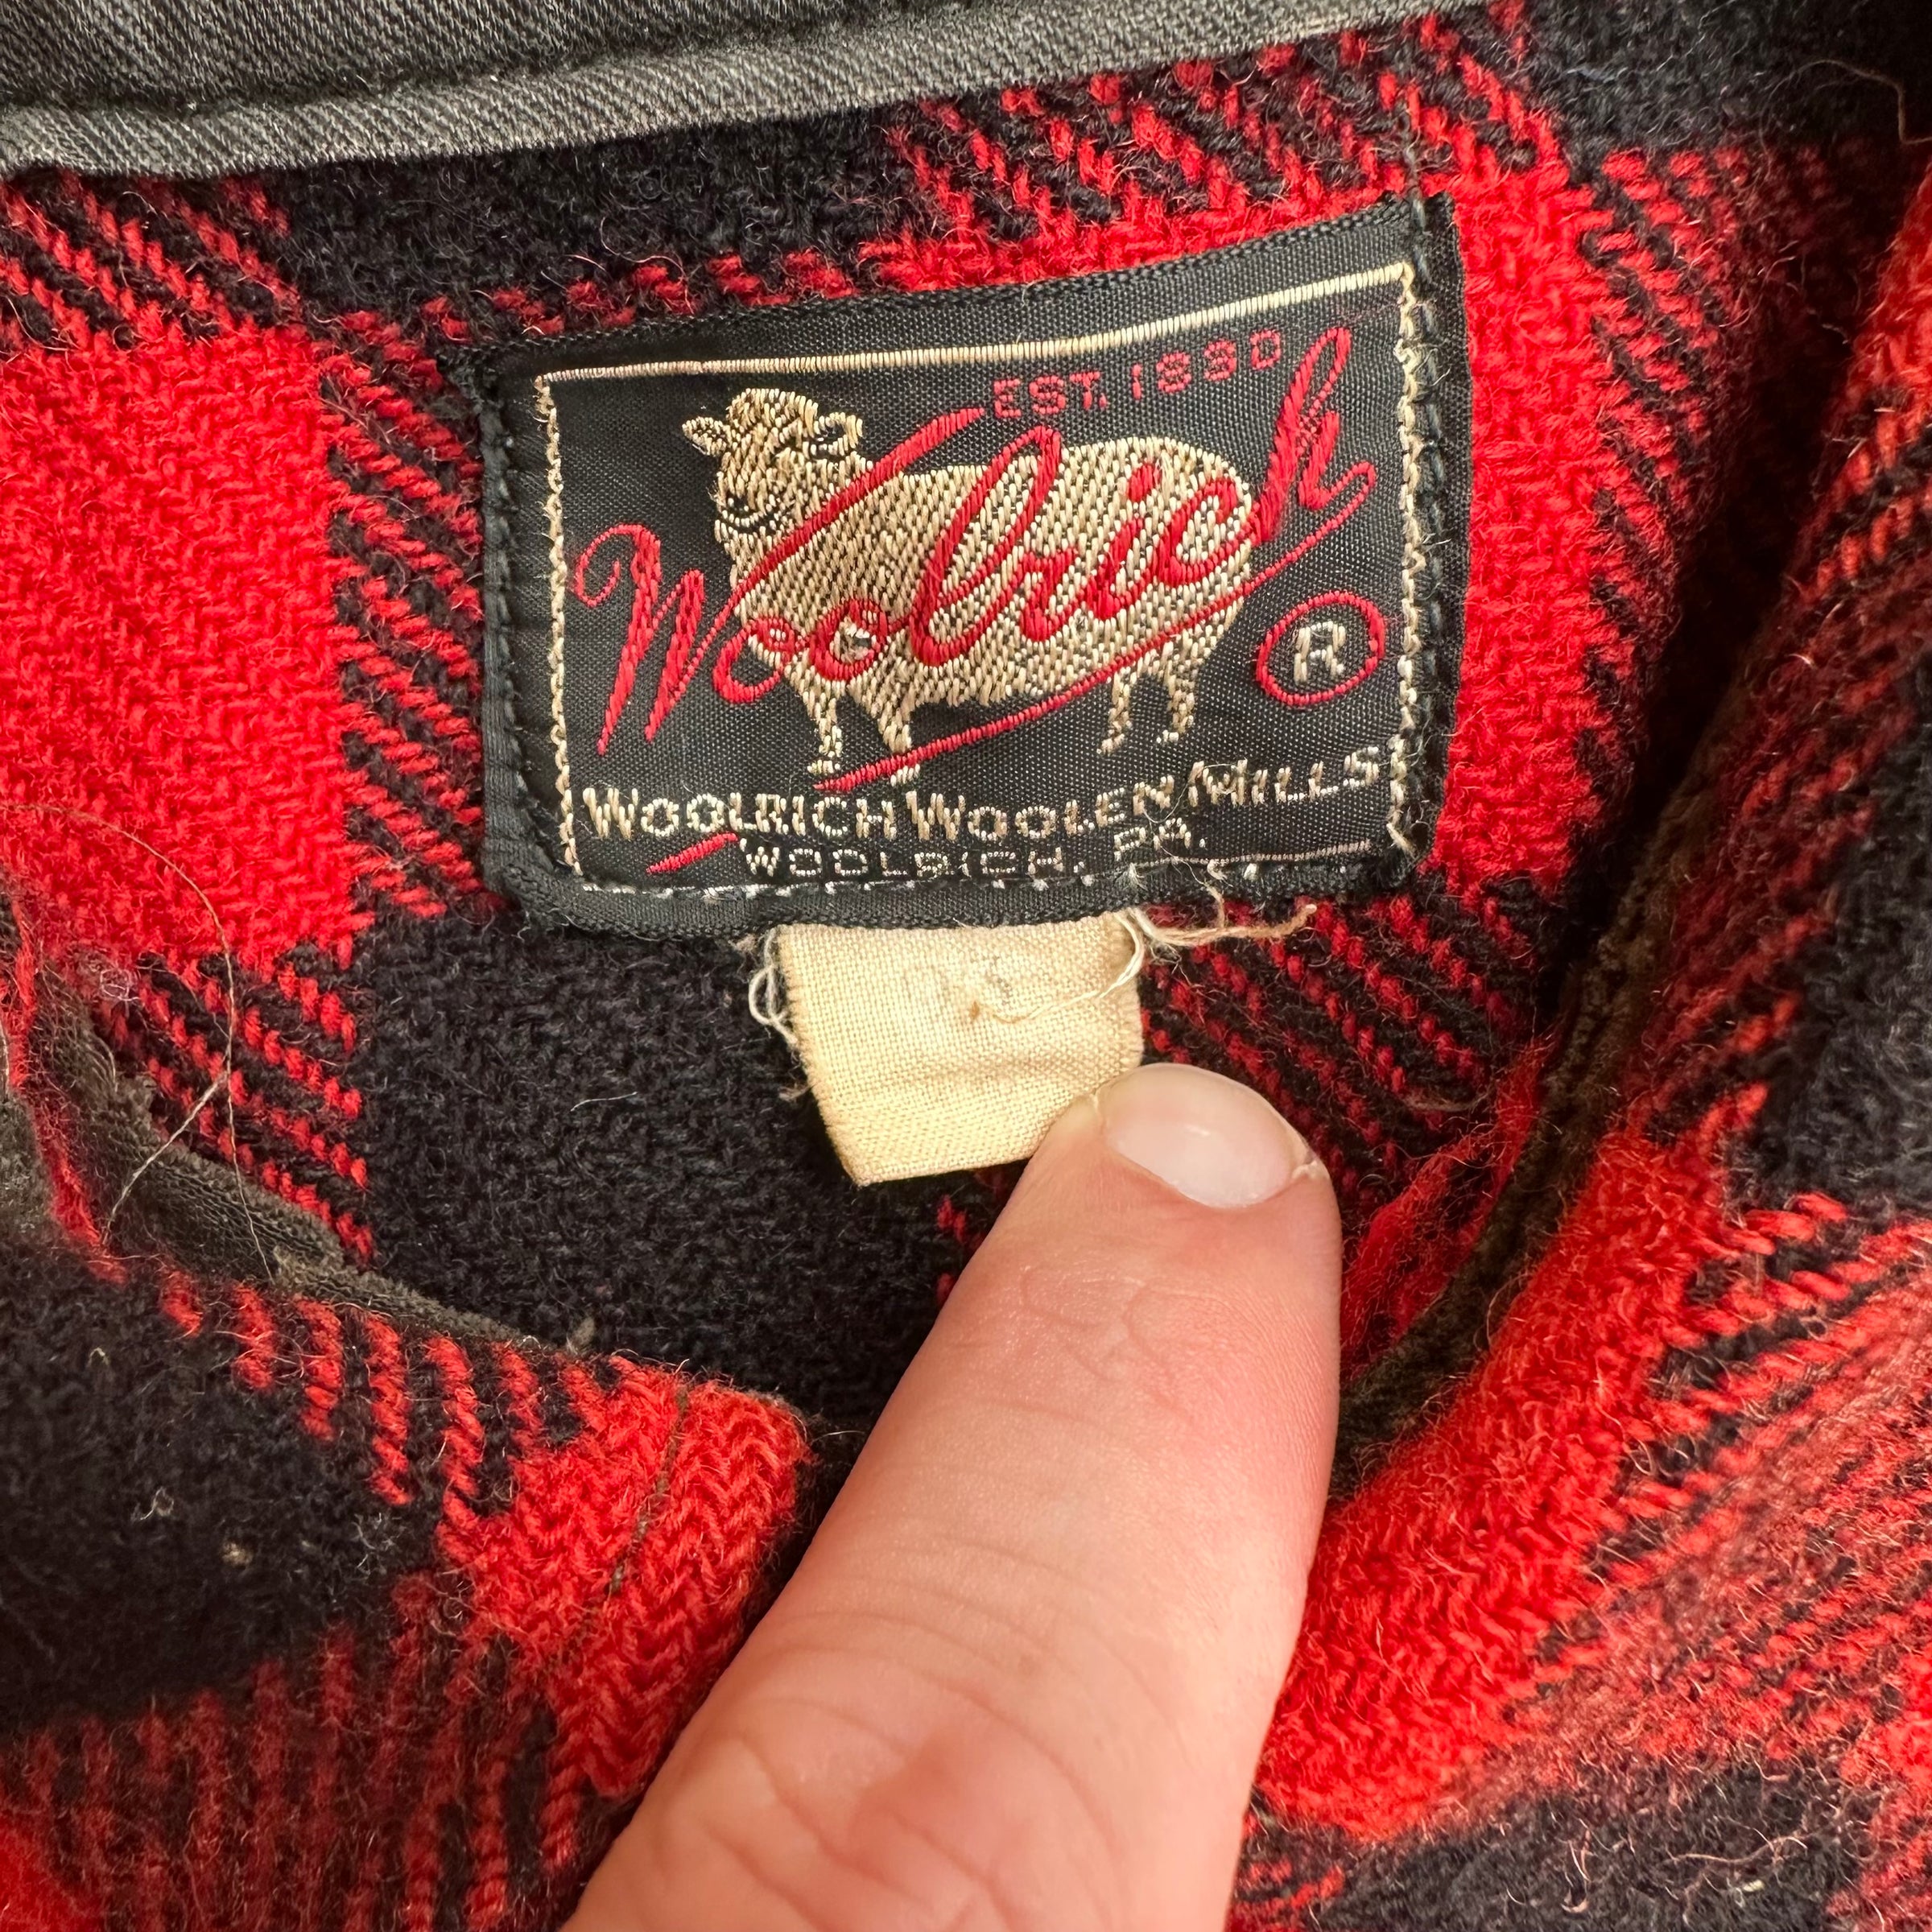 EST. 1830
Woolrich
R
WOOLRICH WOOLEN MILLS
WOOLRICH, PA.